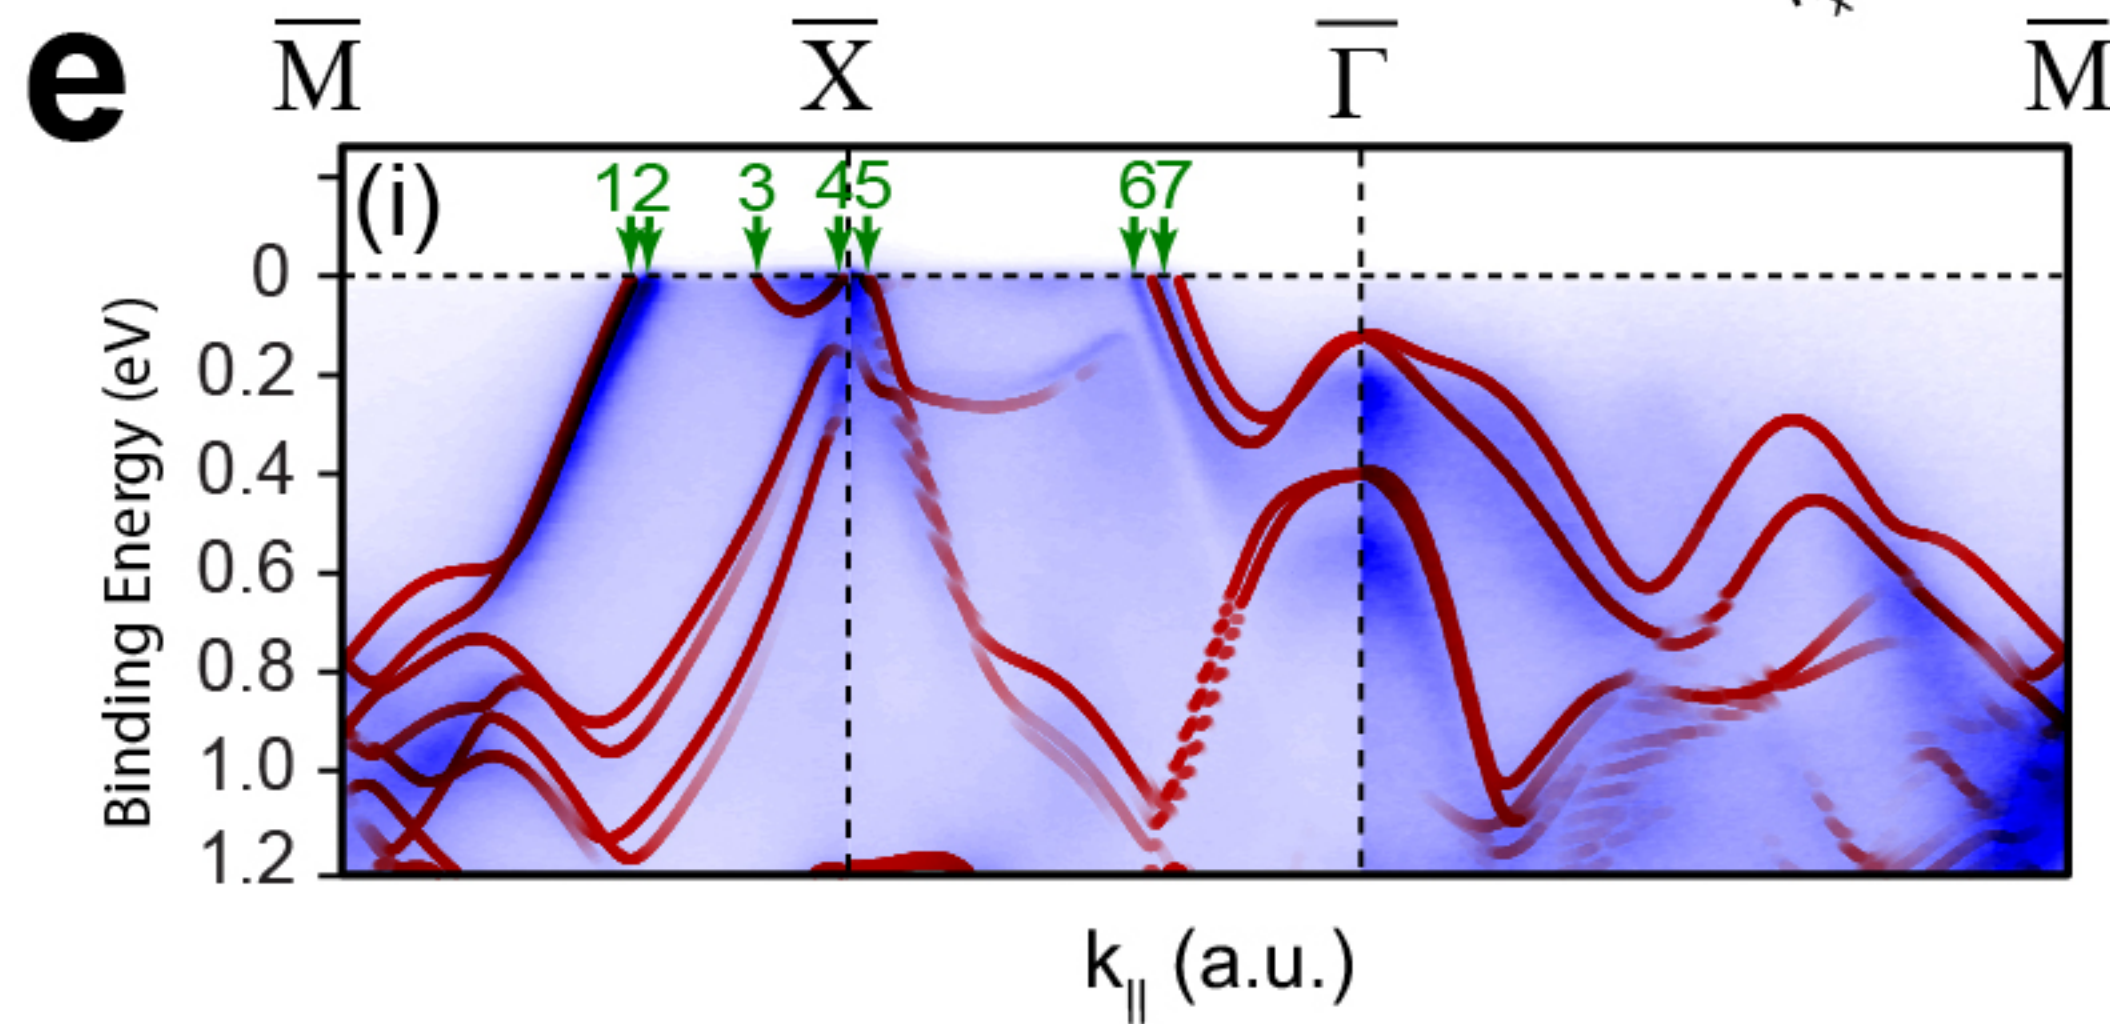 e
M̅ X̅ Γ̅ M̅
(i) 1 2 3 4 5 6 7
0
0.2
0.4
0.6
0.8
1.0
1.2
Binding Energy (eV)
k|| (a.u.)